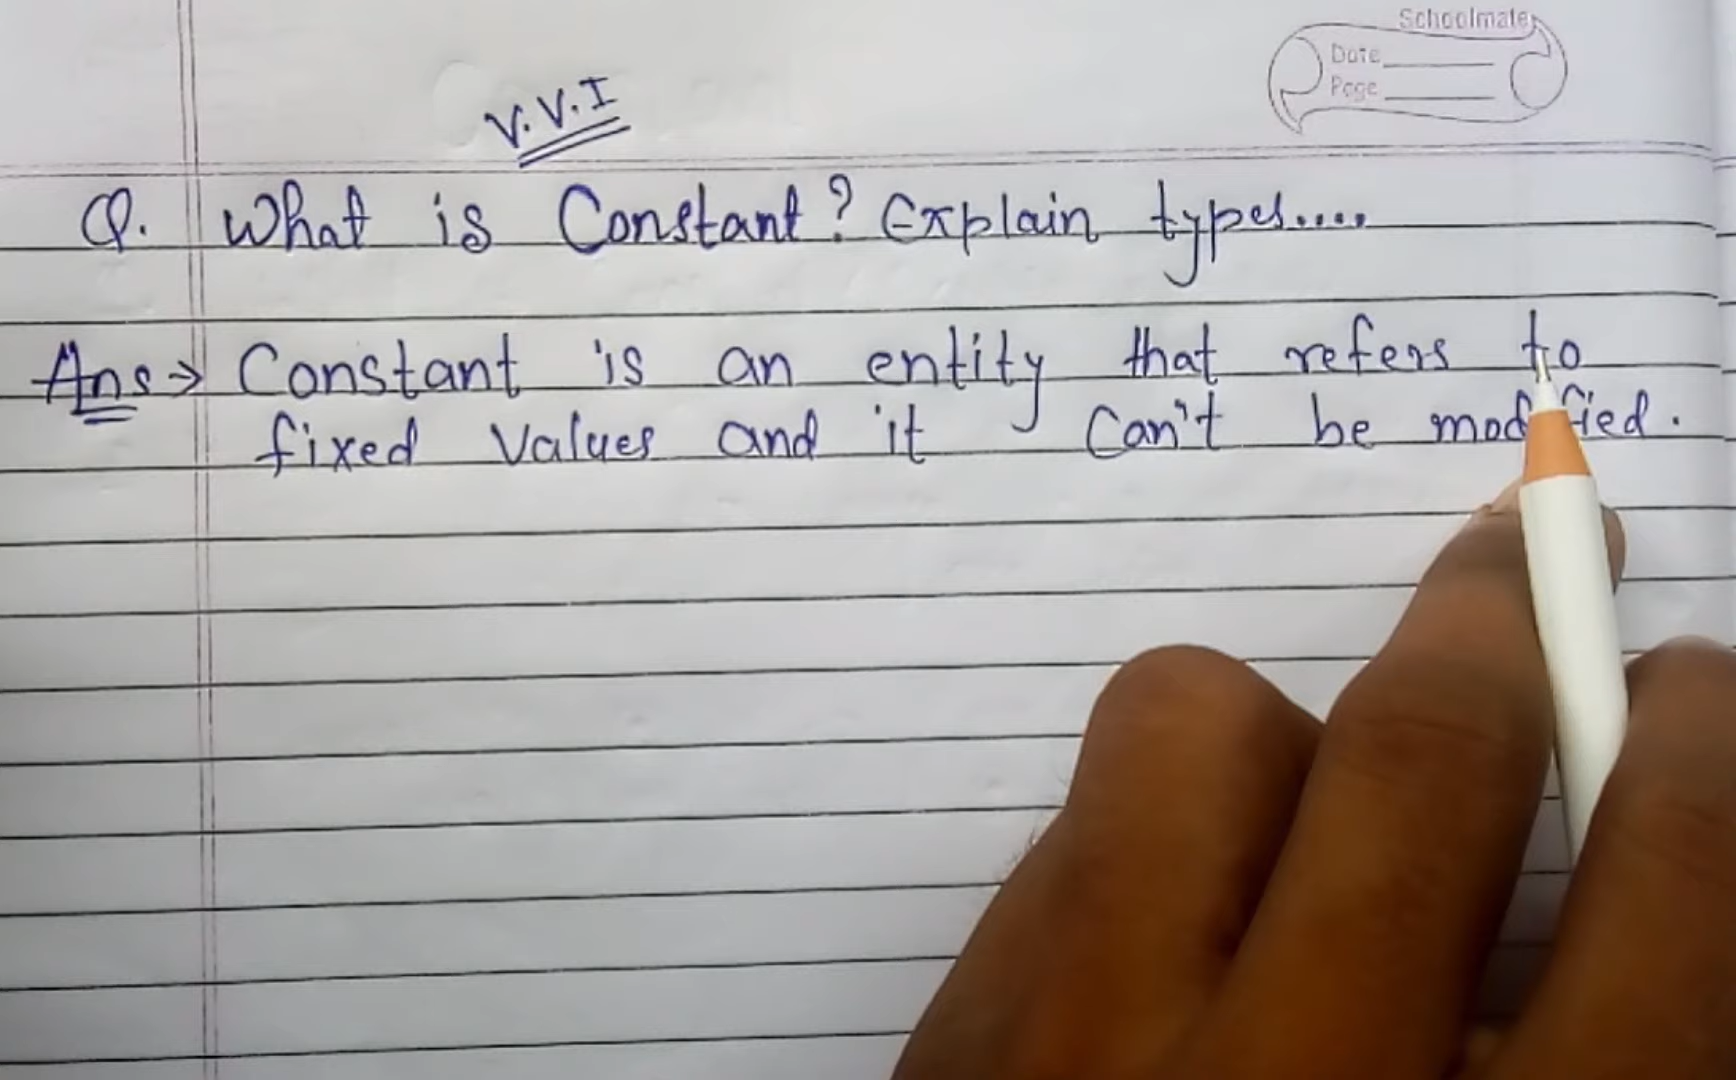 Schoolmate
Date
Page
V.V.I
Q. What is Constant? Explain types....
Ans → Constant is an entity that refers to
fixed values and it can't be modified.